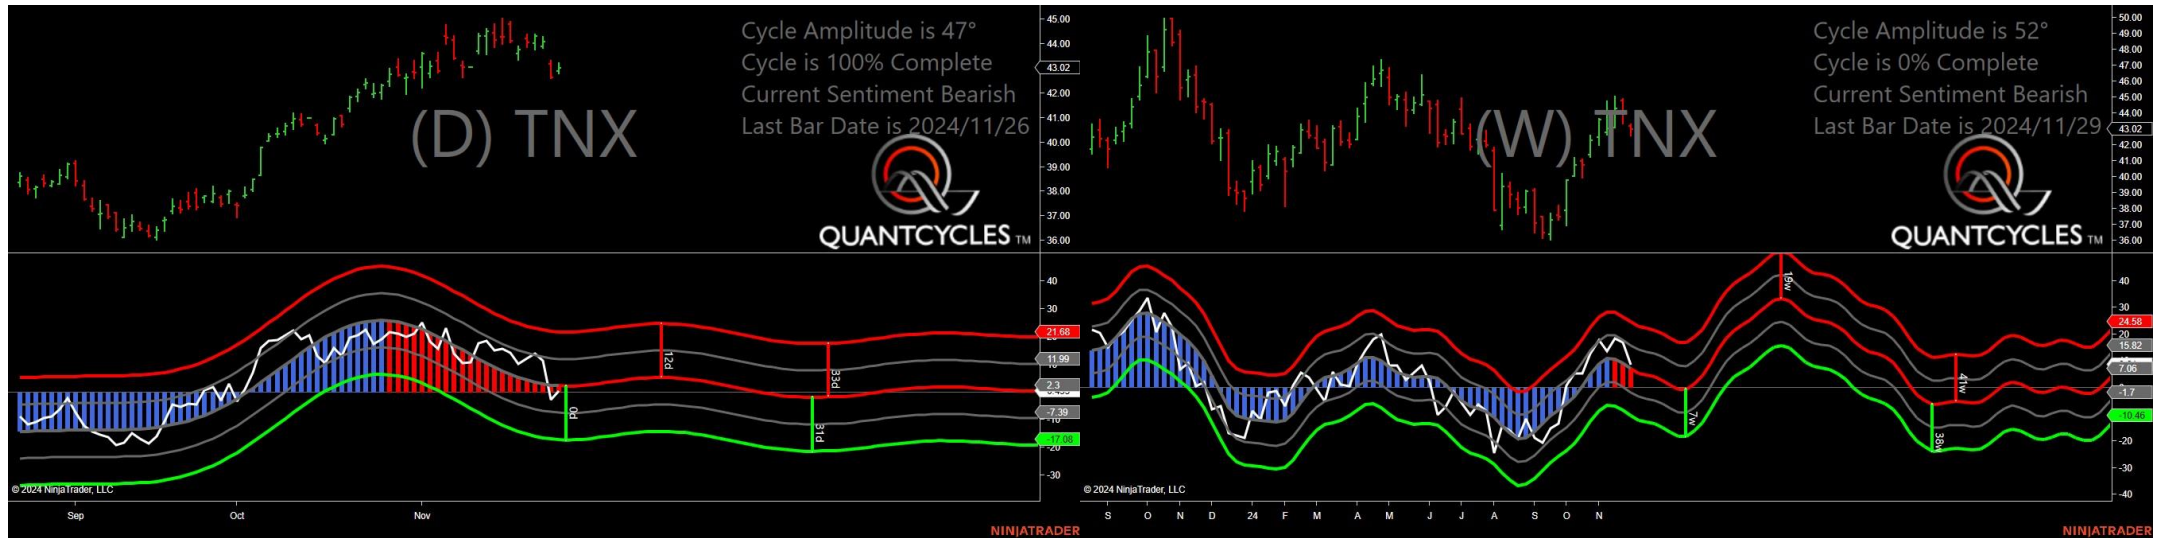 Cycle Amplitude is 47°
Cycle is 100% Complete
Current Sentiment Bearish
Last Bar Date is 2024/11/26
(D) TNX
QUANTCYCLES TM
45.00
44.00
43.02
42.00
41.00
40.00
39.00
38.00
37.00
36.00
40
30
21.68
11.99
2.3
-7.39
-17.08
-20
-30
0d
12d
31d
33d
© 2024 NinjaTrader, LLC
Sep
Oct
Nov
NINJATRADER
Cycle Amplitude is 52°
Cycle is 0% Complete
Current Sentiment Bearish
Last Bar Date is 2024/11/29
(W) TNX
QUANTCYCLES TM
50.00
49.00
48.00
47.00
46.00
45.00
44.00
43.02
42.00
41.00
40.00
39.00
38.00
37.00
36.00
40
30
24.58
20
15.82
7.06
-1.7
-10.46
-20
-30
-40
7w
19w
38w
41w
© 2024 NinjaTrader, LLC
S O N D 24 F M A M J J A S O N
NINJATRADER